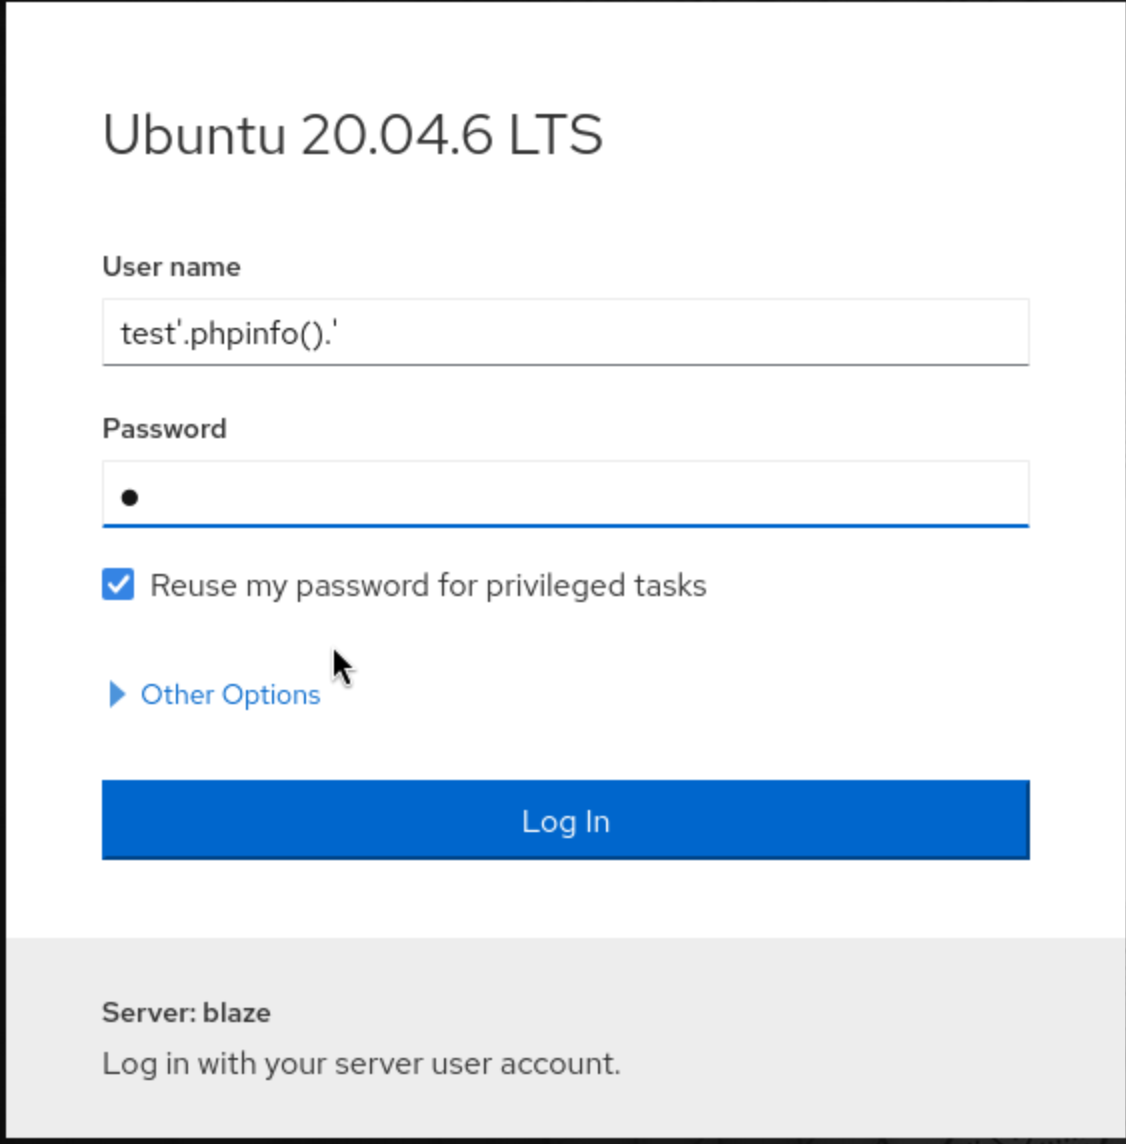 Ubuntu 20.04.6 LTS
User name
test'.phpinfo().'
Password
Reuse my password for privileged tasks
Other Options
Log In
Server: blaze
Log in with your server user account.